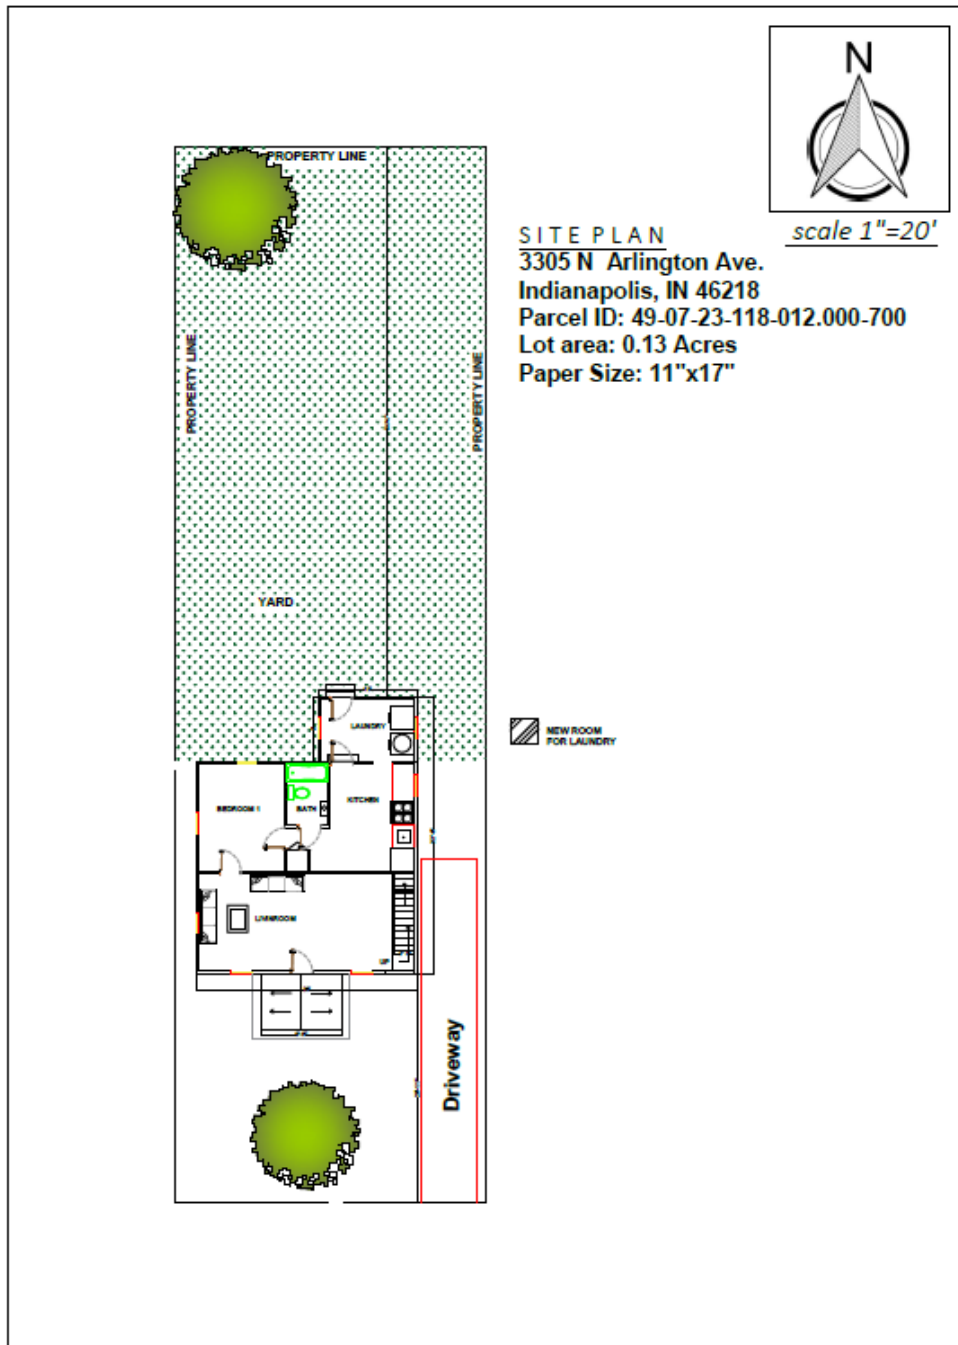 N
scale 1"=20'
SITE PLAN
3305 N Arlington Ave.
Indianapolis, IN 46218
Parcel ID: 49-07-23-118-012.000-700
Lot area: 0.13 Acres
Paper Size: 11"x17"
PROPERTY LINE
PROPERTY LINE
PROPERTY LINE
YARD
LAUNDRY
NEW ROOM
FOR LAUNDRY
BEDROOM 1
BATH
KITCHEN
LIVINROOM
UP
Driveway